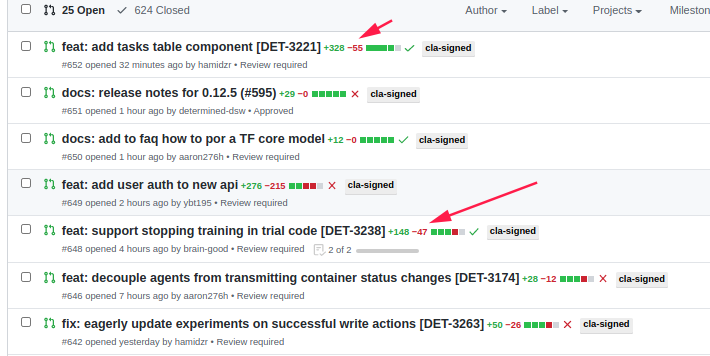 25 Open 624 Closed Author Label Projects Mileston
feat: add tasks table component [DET-3221] +328 −55 cla-signed
#652 opened 32 minutes ago by hamidzr • Review required
docs: release notes for 0.12.5 (#595) +29 −0 cla-signed
#651 opened 1 hour ago by determined-dsw • Approved
docs: add to faq how to por a TF core model +12 −0 cla-signed
#650 opened 1 hour ago by aaron276h • Review required
feat: add user auth to new api +276 −215 cla-signed
#649 opened 2 hours ago by ybt195 • Review required
feat: support stopping training in trial code [DET-3238] +148 −47 cla-signed
#648 opened 4 hours ago by brain-good • Review required 2 of 2
feat: decouple agents from transmitting container status changes [DET-3174] +28 −12 cla-signed
#646 opened 7 hours ago by aaron276h • Review required
fix: eagerly update experiments on successful write actions [DET-3263] +50 −26 cla-signed
#642 opened yesterday by hamidzr • Review required